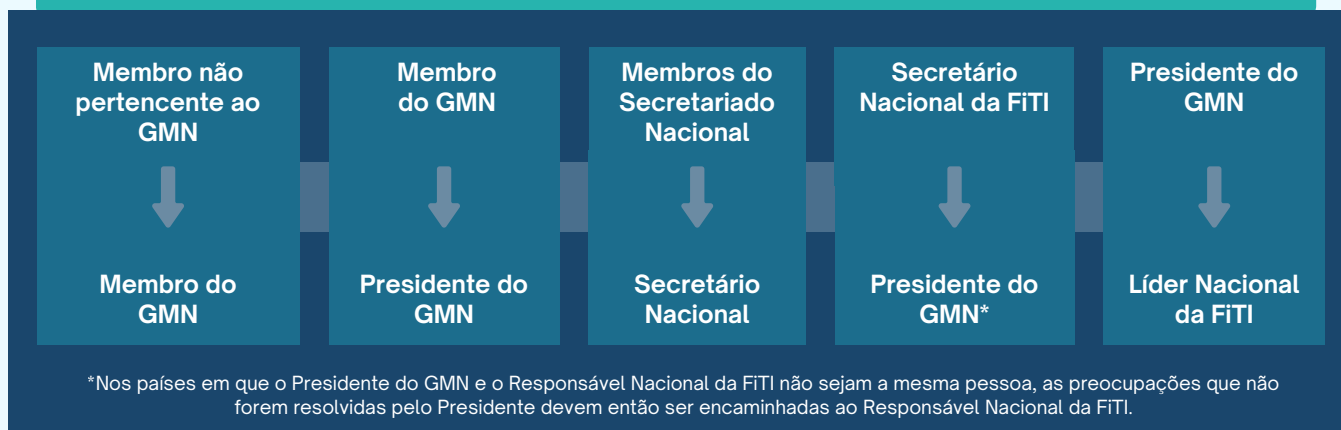 Membro não
pertencente ao
GMN
Membro do
GMN
Membro
do GMN
Presidente do
GMN
Membros do
Secretariado
Nacional
Secretário
Nacional
Secretário
Nacional da FiTI
Presidente do
GMN*
Presidente do
GMN
Líder Nacional
da FiTI
*Nos países em que o Presidente do GMN e o Responsável Nacional da FiTI não sejam a mesma pessoa, as preocupações que não
forem resolvidas pelo Presidente devem então ser encaminhadas ao Responsável Nacional da FiTI.